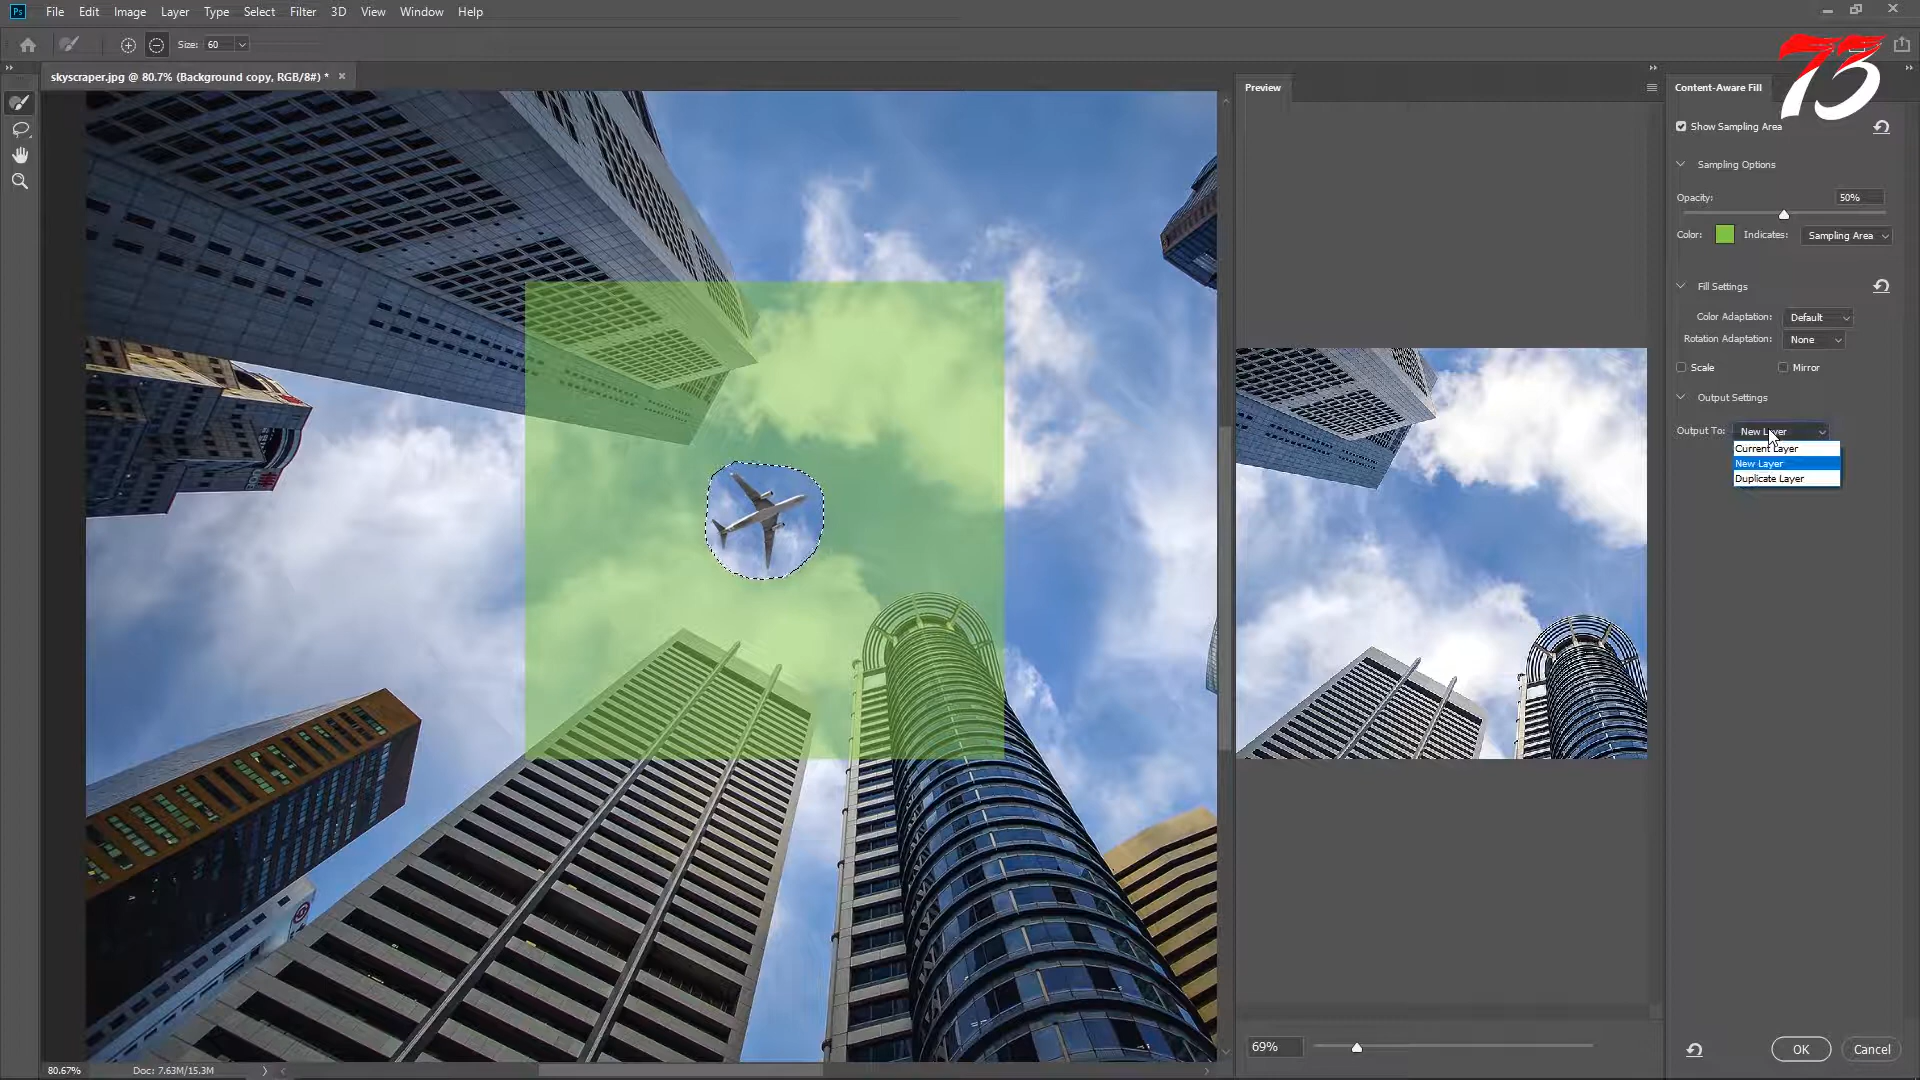 Ps File Edit Image Layer Type Select Filter 3D View Window Help
Size: 60
73
skyscraper.jpg @ 80.7% (Background copy, RGB/8#) * ×
Preview
Content-Aware Fill
Show Sampling Area
Sampling Options
Opacity: 50%
Color: Indicates: Sampling Area
Fill Settings
Color Adaptation: Default
Rotation Adaptation: None
Scale Mirror
Output Settings
Output To: New Layer
Current Layer
New Layer
Duplicate Layer
69%
OK Cancel
80.67% Doc: 7.63M/15.3M